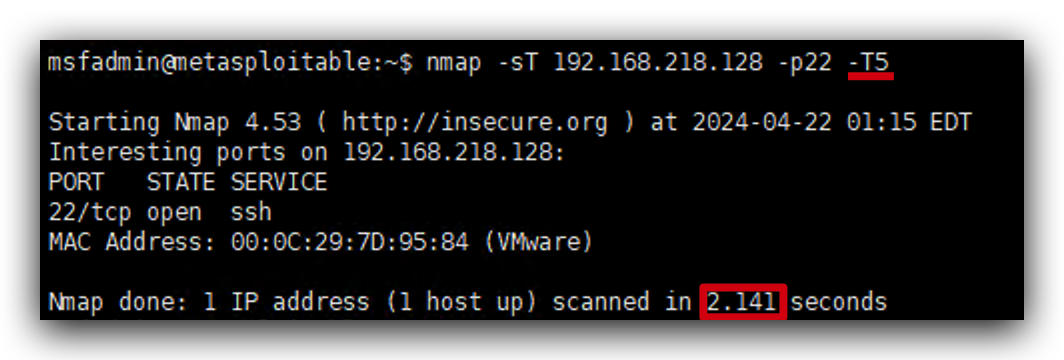 msfadmin@metasploitable:~$ nmap -sT 192.168.218.128 -p22 -T5
Starting Nmap 4.53 ( http://insecure.org ) at 2024-04-22 01:15 EDT
Interesting ports on 192.168.218.128:
PORT   STATE SERVICE
22/tcp open  ssh
MAC Address: 00:0C:29:7D:95:84 (VMware)
Nmap done: 1 IP address (1 host up) scanned in 2.141 seconds